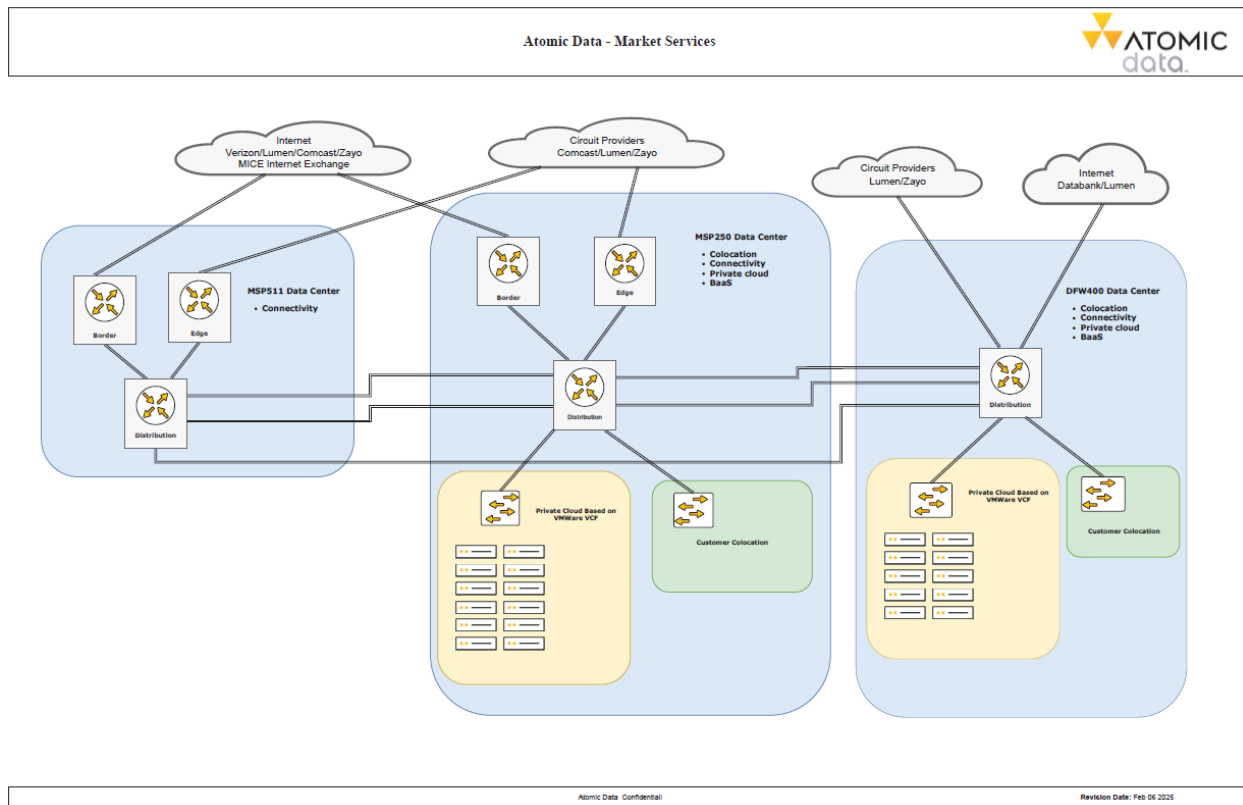 Atomic Data - Market Services
ATOMIC
data.
Internet
Verizon/Lumen/Comcast/Zayo
MICE Internet Exchange
Circuit Providers
Comcast/Lumen/Zayo
Circuit Providers
Lumen/Zayo
Internet
Databank/Lumen
MSP511 Data Center
• Connectivity
Border
Edge
Distribution
MSP250 Data Center
• Colocation
• Connectivity
• Private cloud
• BaaS
Border
Edge
Distribution
Private Cloud Based on
VMWare VCF
Customer Colocation
DFW400 Data Center
• Colocation
• Connectivity
• Private cloud
• BaaS
Distribution
Private Cloud Based on
VMWare VCF
Customer Colocation
Atomic Data Confidentiall
Revision Date: Feb 06 2025